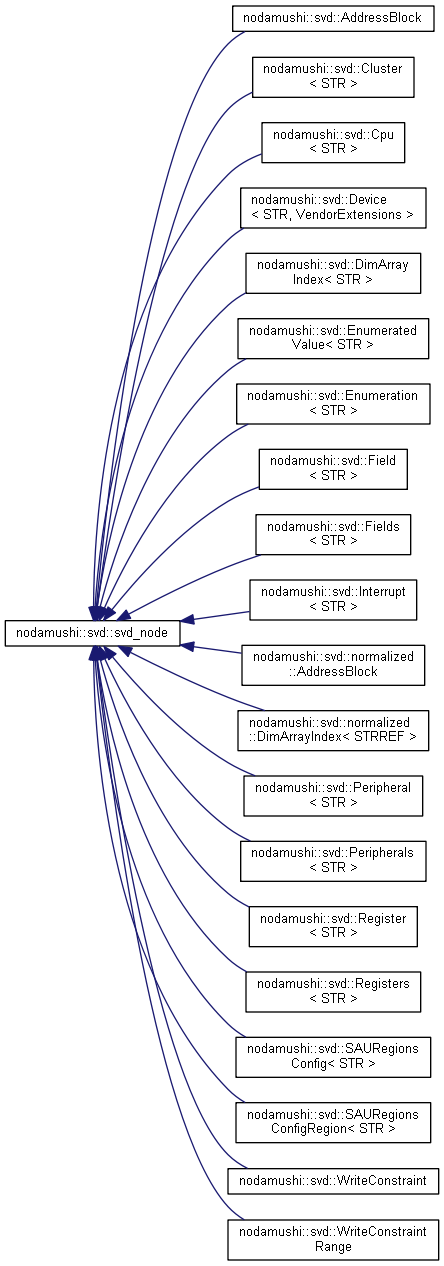 nodamushi::svd::AddressBlock
nodamushi::svd::Cluster
< STR >
nodamushi::svd::Cpu
< STR >
nodamushi::svd::Device
< STR, VendorExtensions >
nodamushi::svd::DimArray
Index< STR >
nodamushi::svd::Enumerated
Value< STR >
nodamushi::svd::Enumeration
< STR >
nodamushi::svd::Field
< STR >
nodamushi::svd::Fields
< STR >
nodamushi::svd::Interrupt
< STR >
nodamushi::svd::svd_node
nodamushi::svd::normalized
::AddressBlock
nodamushi::svd::normalized
::DimArrayIndex< STRREF >
nodamushi::svd::Peripheral
< STR >
nodamushi::svd::Peripherals
< STR >
nodamushi::svd::Register
< STR >
nodamushi::svd::Registers
< STR >
nodamushi::svd::SAURegions
Config< STR >
nodamushi::svd::SAURegions
ConfigRegion< STR >
nodamushi::svd::WriteConstraint
nodamushi::svd::WriteConstraint
Range